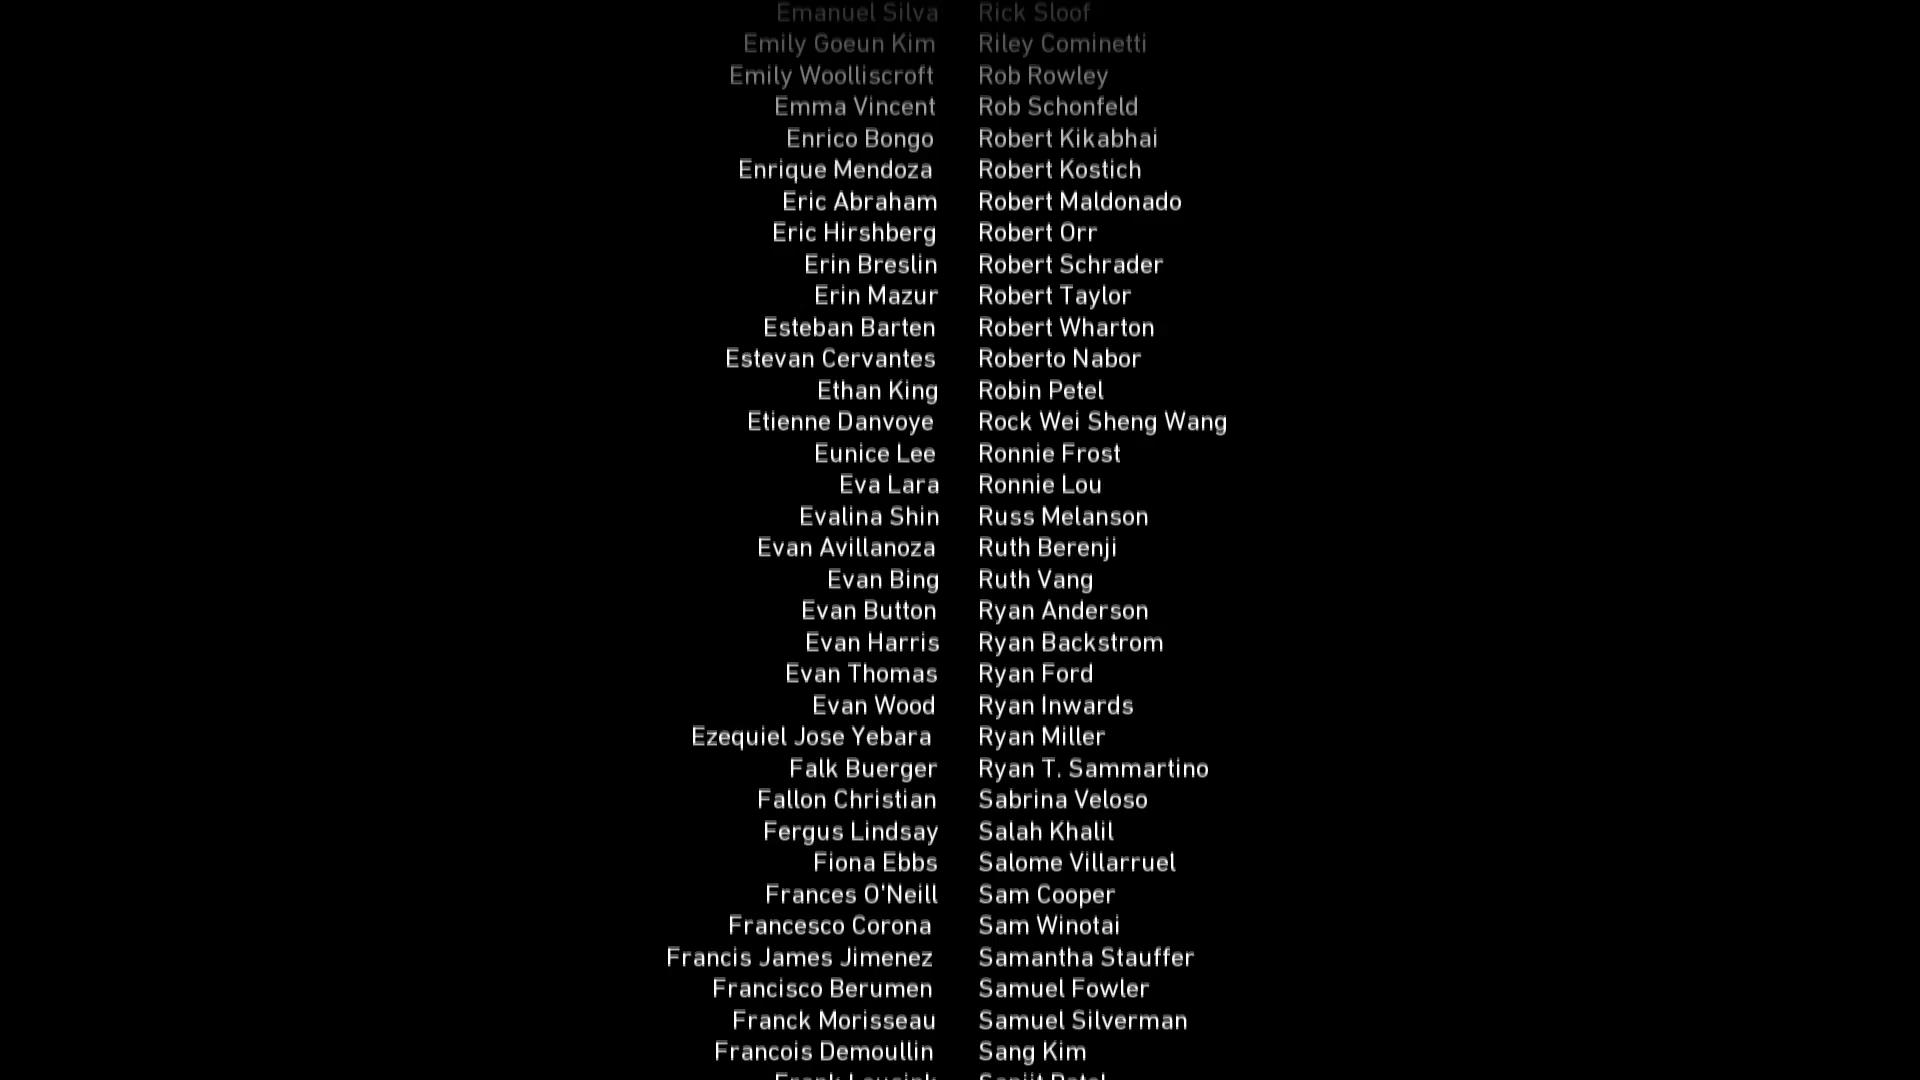 Emanuel Silva Rick Sloof
Emily Goeun Kim Riley Cominetti
Emily Woolliscroft Rob Rowley
Emma Vincent Rob Schonfeld
Enrico Bongo Robert Kikabhai
Enrique Mendoza Robert Kostich
Eric Abraham Robert Maldonado
Eric Hirshberg Robert Orr
Erin Breslin Robert Schrader
Erin Mazur Robert Taylor
Esteban Barten Robert Wharton
Estevan Cervantes Roberto Nabor
Ethan King Robin Petel
Etienne Danvoye Rock Wei Sheng Wang
Eunice Lee Ronnie Frost
Eva Lara Ronnie Lou
Evalina Shin Russ Melanson
Evan Avillanoza Ruth Berenji
Evan Bing Ruth Vang
Evan Button Ryan Anderson
Evan Harris Ryan Backstrom
Evan Thomas Ryan Ford
Evan Wood Ryan Inwards
Ezequiel Jose Yebara Ryan Miller
Falk Buerger Ryan T. Sammartino
Fallon Christian Sabrina Veloso
Fergus Lindsay Salah Khalil
Fiona Ebbs Salome Villarruel
Frances O'Neill Sam Cooper
Francesco Corona Sam Winotai
Francis James Jimenez Samantha Stauffer
Francisco Berumen Samuel Fowler
Franck Morisseau Samuel Silverman
Francois Demoullin Sang Kim